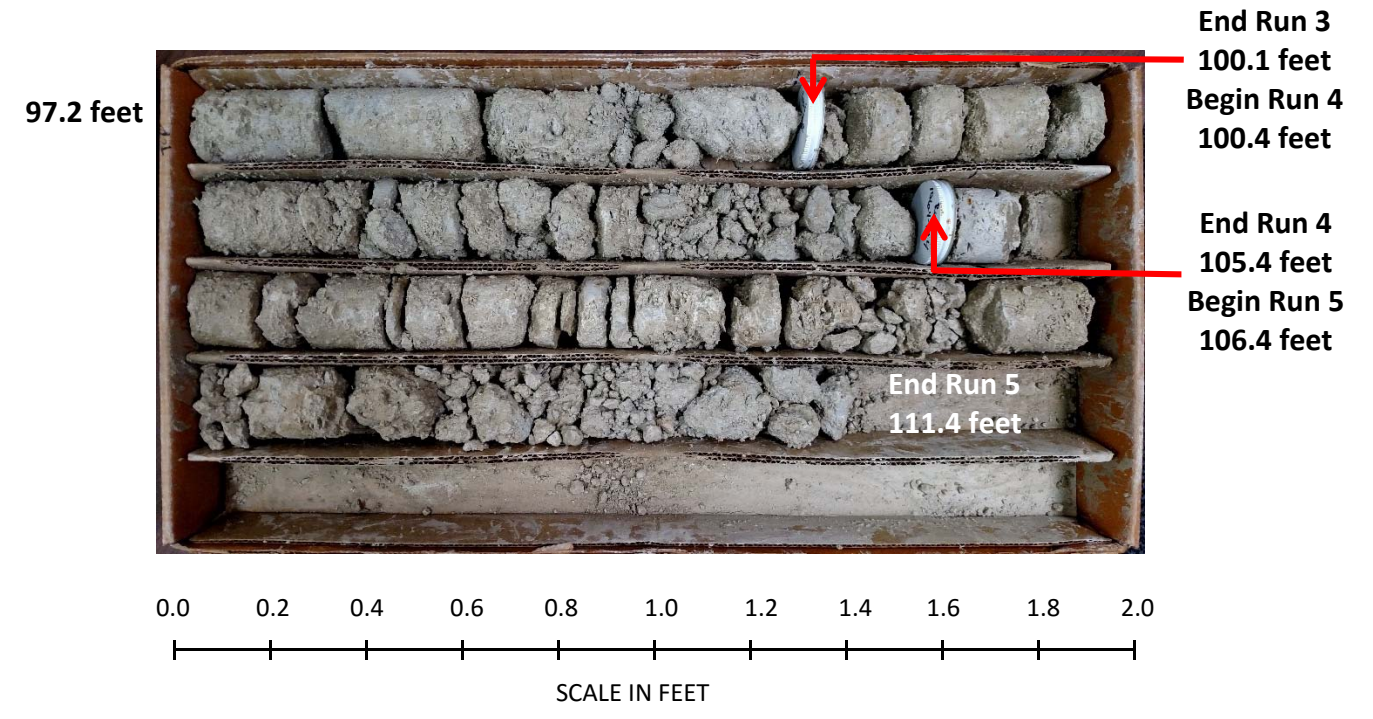 End Run 3
100.1 feet
Begin Run 4
100.4 feet
97.2 feet
End Run 4
105.4 feet
Begin Run 5
106.4 feet
End Run 5
111.4 feet
0.0 0.2 0.4 0.6 0.8 1.0 1.2 1.4 1.6 1.8 2.0
SCALE IN FEET